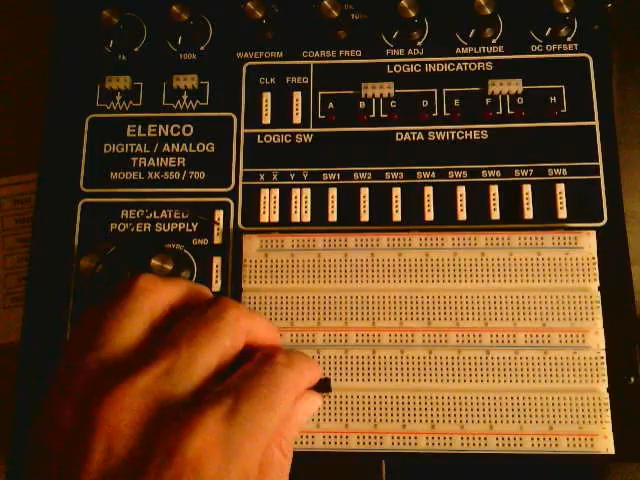 1k
100k
WAVEFORM
COARSE FREQ
FINE ADJ
AMPLITUDE
DC OFFSET
CLK FREQ
LOGIC INDICATORS
A B C D E F G H
ELENCO
DIGITAL / ANALOG
TRAINER
MODEL XK-550 / 700
LOGIC SW DATA SWITCHES
X X Y Y SW1 SW2 SW3 SW4 SW5 SW6 SW7 SW8
REGULATED
POWER SUPPLY
GND